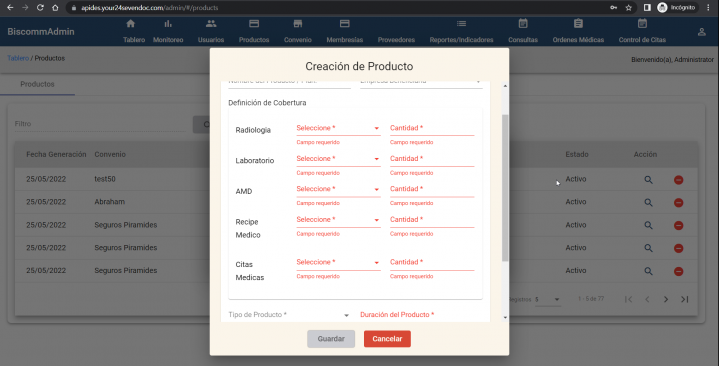 apides.your24sevendoc.com/admin/#/products
Incógnito
BiscommAdmin
Tablero Monitoreo Usuarios Productos Convenio Membresías Proveedores Reportes/Indicadores Consultas Ordenes Médicas Control de Citas
Tablero / Productos
Bienvenido(a), Administrator
Productos
Filtro
Fecha Generación Convenio Estado Acción
25/05/2022 test50 Activo
25/05/2022 Abraham Activo
25/05/2022 Seguros Piramides Activo
25/05/2022 Seguros Piramides Activo
25/05/2022 Seguros Piramides Activo
5 1 - 5 de 77
Creación de Producto
Definición de Cobertura
Radiologia Seleccione * Cantidad *
Campo requerido Campo requerido
Laboratorio Seleccione * Cantidad *
Campo requerido Campo requerido
AMD Seleccione * Cantidad *
Campo requerido Campo requerido
Recipe Seleccione * Cantidad *
Medico Campo requerido Campo requerido
Citas Seleccione * Cantidad *
Medicas Campo requerido Campo requerido
Tipo de Producto * Duración del Producto *
Guardar Cancelar